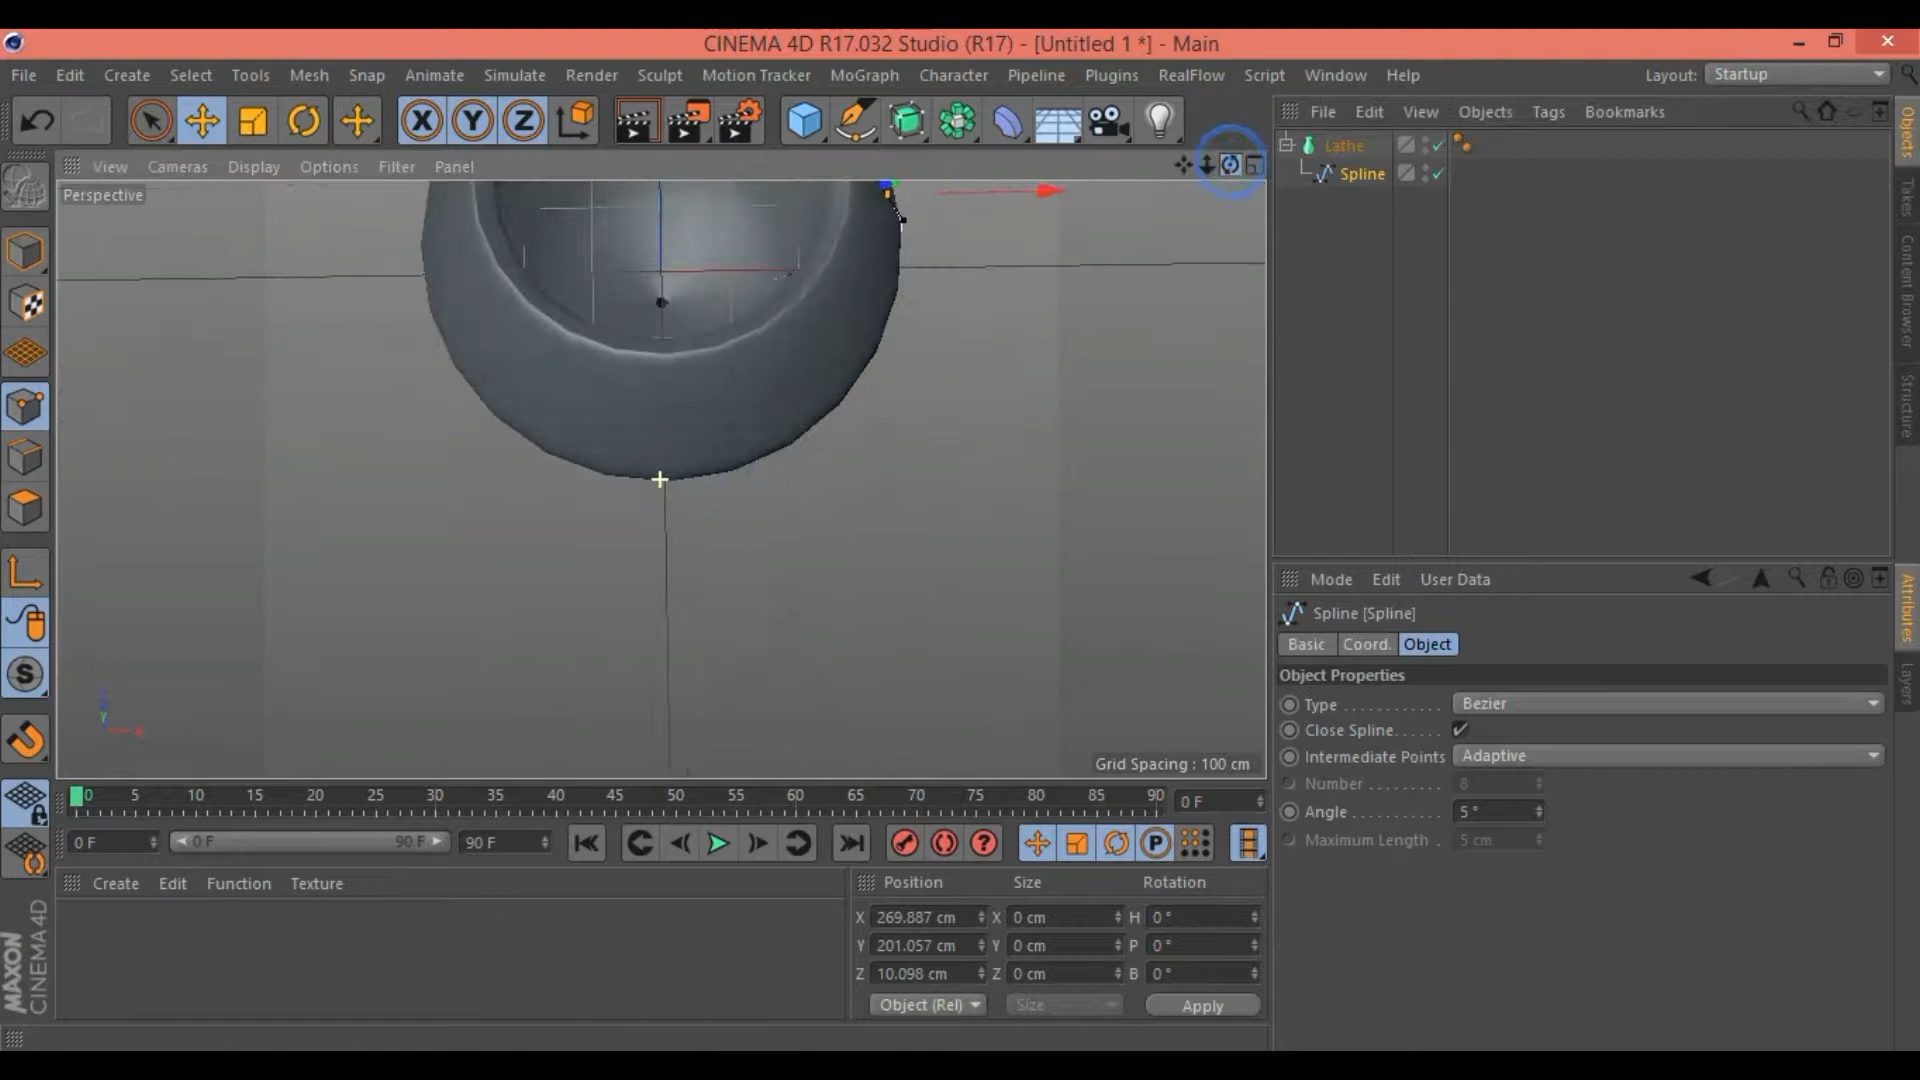 CINEMA 4D R17.032 Studio (R17) - [Untitled 1 *] - Main
File Edit Create Select Tools Mesh Snap Animate Simulate Render Sculpt Motion Tracker MoGraph Character Pipeline Plugins RealFlow Script Window Help Layout: Startup
X Y Z
File Edit View Objects Tags Bookmarks
View Cameras Display Options Filter Panel
Perspective
Lathe
Spline
Objects
Takes
Content Browser
Structure
Mode Edit User Data
Spline [Spline]
Basic Coord. Object
Object Properties
Type Bezier
Close Spline
Intermediate Points Adaptive
Number 8
Angle 5 °
Maximum Length 5 cm
Attributes
Layers
S
Y
Grid Spacing : 100 cm
0 5 10 15 20 25 30 35 40 45 50 55 60 65 70 75 80 85 90 0 F
0 F 0 F 90 F 90 F P
Create Edit Function Texture
Position Size Rotation
X 269.887 cm X 0 cm H 0 °
Y 201.057 cm Y 0 cm P 0 °
Z 10.098 cm Z 0 cm B 0 °
Object (Rel) Size Apply
MAXON
CINEMA 4D